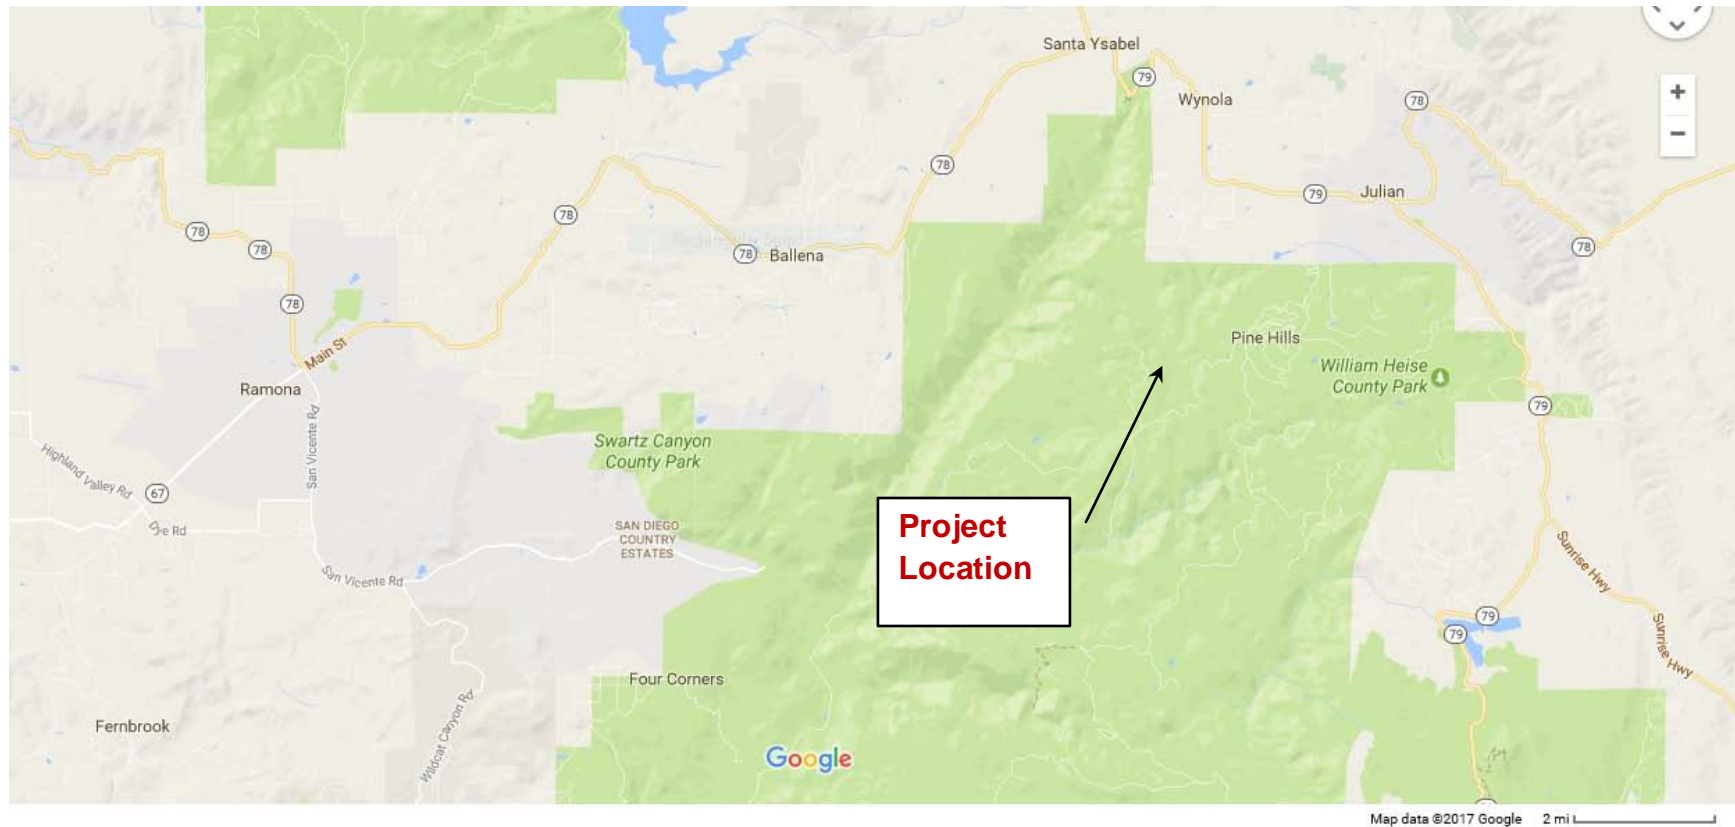 Santa Ysabel
79
Wynola
78
+
−
78
79
Julian
78
78
78
78
78
Ballena
78
78
Main St
Pine Hills
William Heise
County Park
Ramona
79
San Vicente Rd
Swartz Canyon
County Park
Highland Valley Rd
67
Dye Rd
SAN DIEGO
COUNTRY
ESTATES
Project
Location
San Vicente Rd
Sunrise Hwy
79
79
Sunrise Hwy
Four Corners
Wildcat Canyon Rd
Fernbrook
Google
Map data ©2017 Google
2 mi